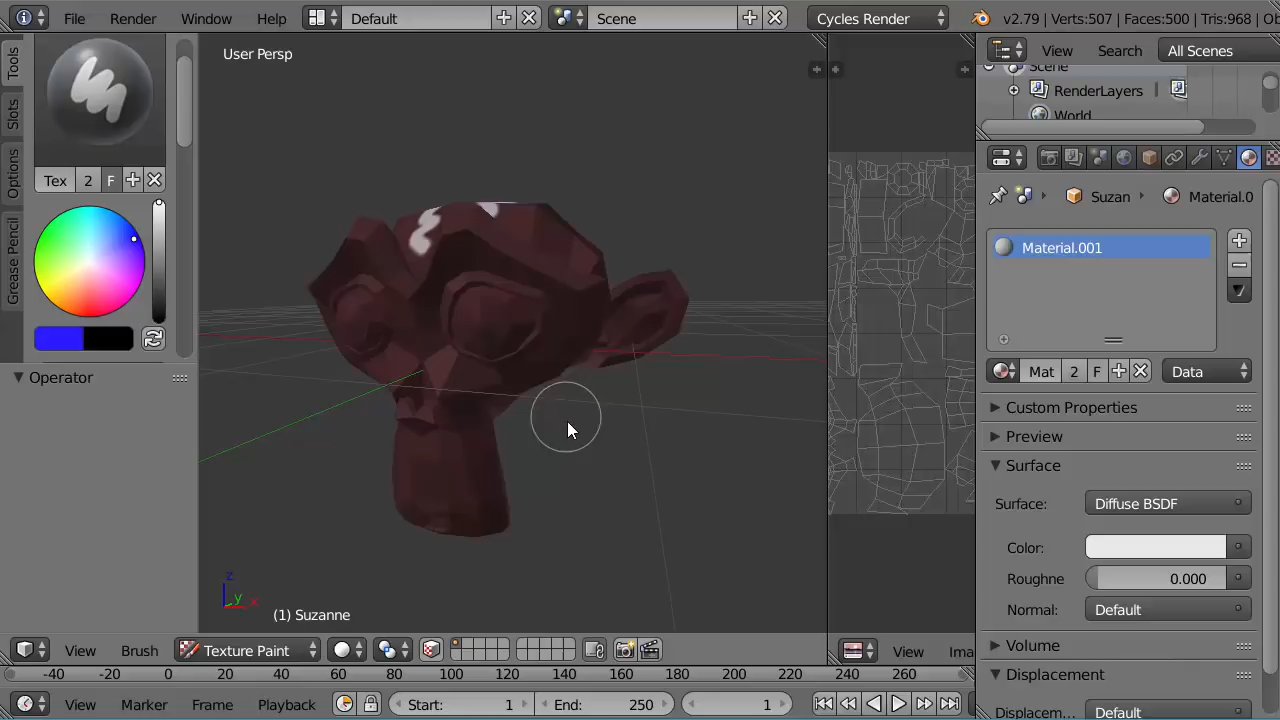 File Render Window Help Default Scene Cycles Render v2.79 | Verts:507 | Faces:500 | Tris:968 | Ob
Tools
Slots
Options
Grease Pencil
User Persp
View Search All Scenes
Scene
RenderLayers
World
Tex 2 F
Suzan Material.0
Material.001
Operator
Mat 2 F Data
Custom Properties
Preview
Surface
Surface: Diffuse BSDF
Color:
Roughne 0.000
Normal: Default
z
y x
(1) Suzanne
View Brush Texture Paint View Ima
Volume
Displacement
-40 -20 0 20 40 60 80 100 120 140 160 180 200 220 240 260
View Marker Frame Playback Start: 1 End: 250 1
Displacem... Default